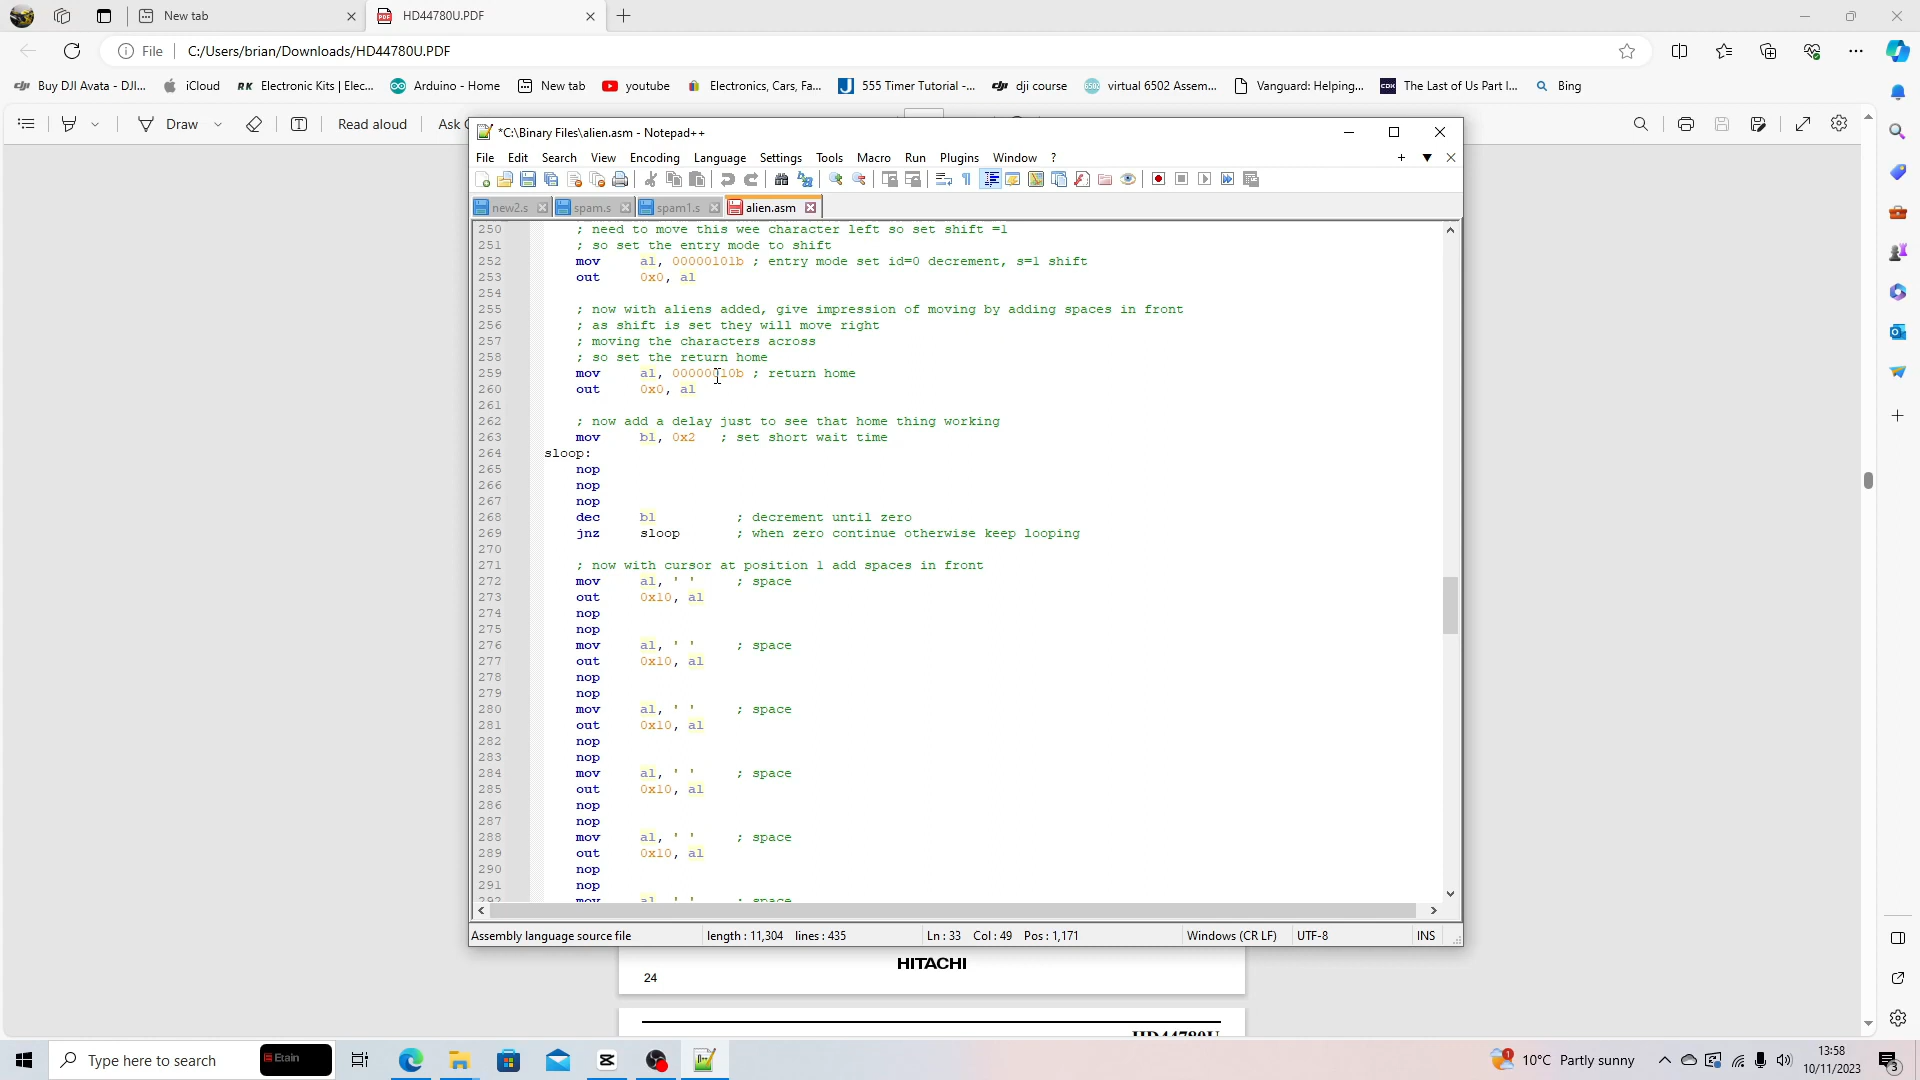 New tab
HD44780U.PDF
File
C:/Users/brian/Downloads/HD44780U.PDF
Buy DJI Avata - DJI...
iCloud
RK Electronic Kits | Elec...
Arduino - Home
New tab
youtube
Electronics, Cars, Fa...
555 Timer Tutorial -...
dji course
virtual 6502 Assem...
Vanguard: Helping...
The Last of Us Part I...
Bing
Draw
Read aloud
Ask
*C:\Binary Files\alien.asm - Notepad++
File Edit Search View Encoding Language Settings Tools Macro Run Plugins Window ?
new2.s spam.s spam1.s alien.asm
250 ; need to move this wee character left so set shift =1
251 ; so set the entry mode to shift
252 mov al, 00000101b ; entry mode set id=0 decrement, s=1 shift
253 out 0x0, al
254
255 ; now with aliens added, give impression of moving by adding spaces in front
256 ; as shift is set they will move right
257 ; moving the characters across
258 ; so set the return home
259 mov al, 00000010b ; return home
260 out 0x0, al
261
262 ; now add a delay just to see that home thing working
263 mov bl, 0x2 ; set short wait time
264 sloop:
265 nop
266 nop
267 nop
268 dec bl ; decrement until zero
269 jnz sloop ; when zero continue otherwise keep looping
270
271 ; now with cursor at position 1 add spaces in front
272 mov al, ' ' ; space
273 out 0x10, al
274 nop
275 nop
276 mov al, ' ' ; space
277 out 0x10, al
278 nop
279 nop
280 mov al, ' ' ; space
281 out 0x10, al
282 nop
283 nop
284 mov al, ' ' ; space
285 out 0x10, al
286 nop
287 nop
288 mov al, ' ' ; space
289 out 0x10, al
290 nop
291 nop
292 mov al, ' ' ; space
Assembly language source file
length : 11,304 lines : 435
Ln : 33 Col : 49 Pos : 1,171
Windows (CR LF)
UTF-8
INS
HITACHI
24
HD44780U
Type here to search
Etain
10°C Partly sunny
13:58
10/11/2023